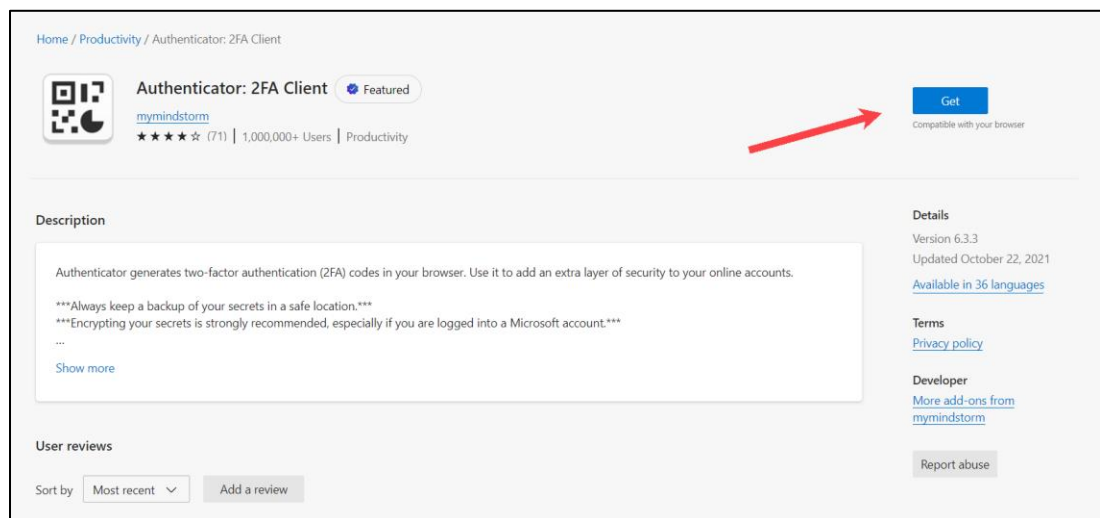 Home / Productivity / Authenticator: 2FA Client
Authenticator: 2FA Client Featured
mymindstorm
(71) | 1,000,000+ Users | Productivity
Get
Compatible with your browser
Description
Authenticator generates two-factor authentication (2FA) codes in your browser. Use it to add an extra layer of security to your online accounts.
***Always keep a backup of your secrets in a safe location.***
***Encrypting your secrets is strongly recommended, especially if you are logged into a Microsoft account.***
...
Show more
User reviews
Sort by Most recent Add a review
Details
Version 6.3.3
Updated October 22, 2021
Available in 36 languages
Terms
Privacy policy
Developer
More add-ons from
mymindstorm
Report abuse